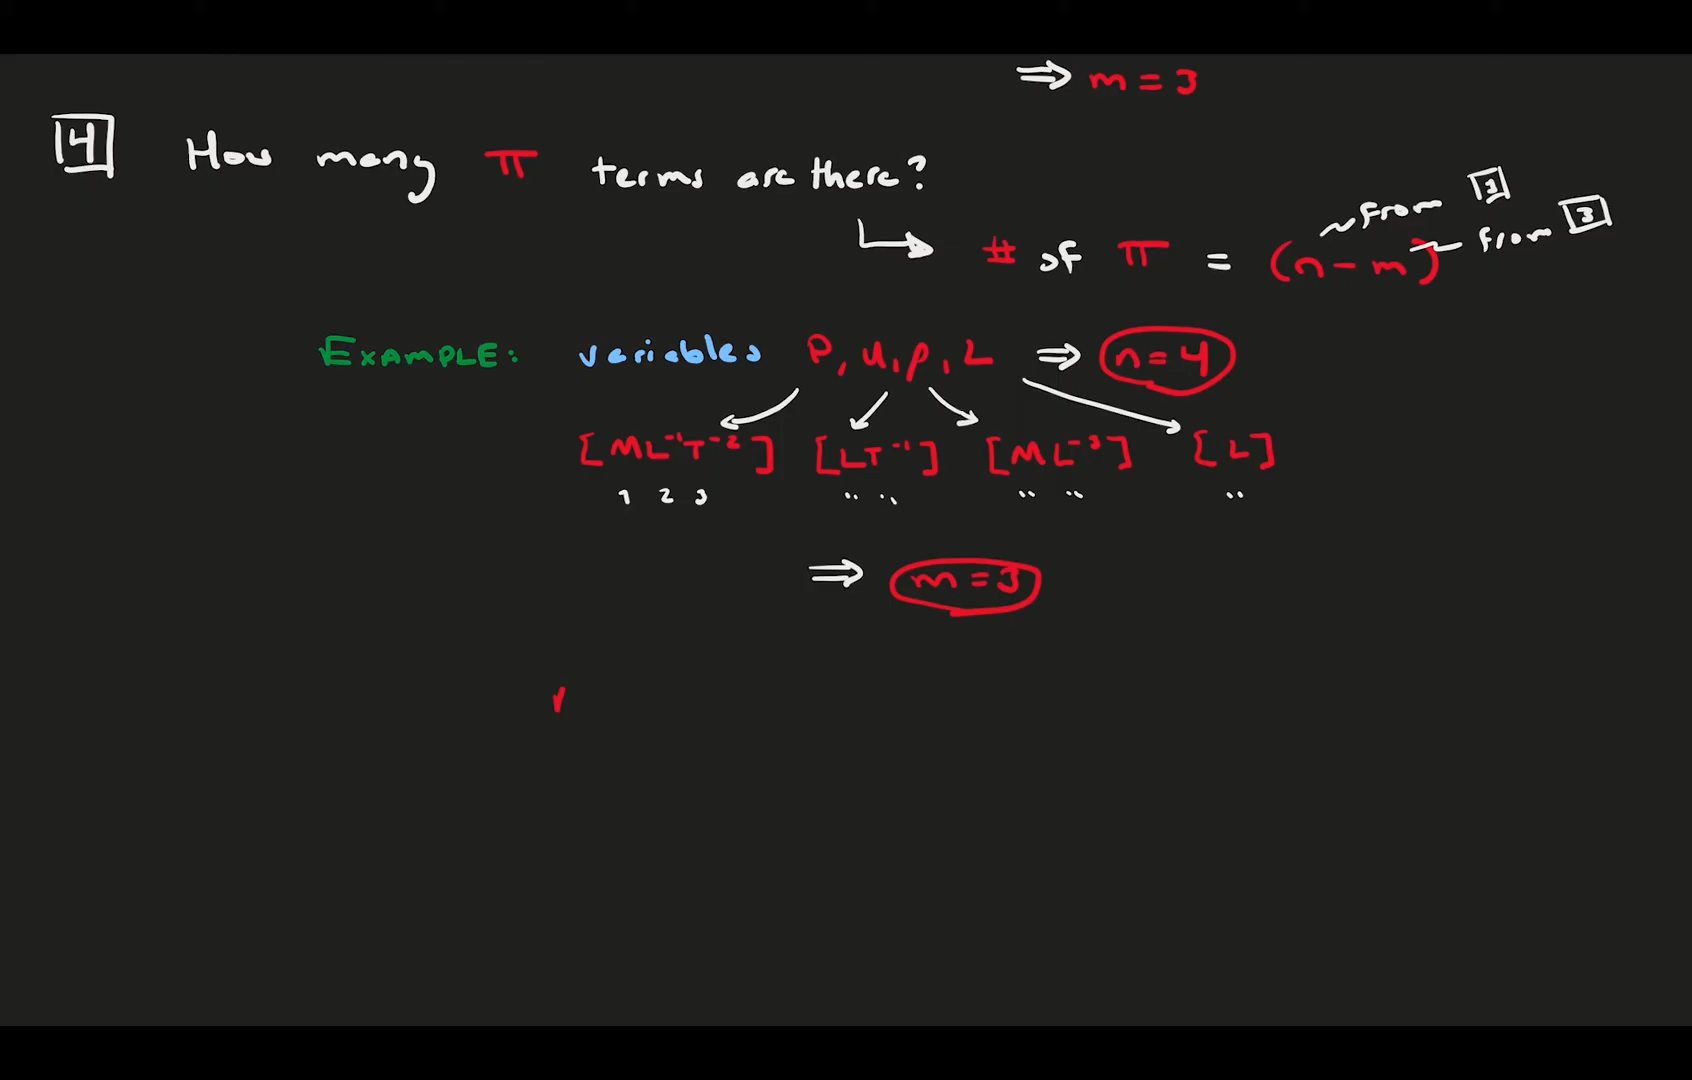 ⇒ m = 3
4 How many π terms are there?
↳ # of π = (n - m) ~from 1 ~from 3
EXAMPLE: variables P, u, ρ, L ⇒ n = 4
[ML⁻¹T⁻²] [LT⁻¹] [ML⁻³] [L]
1 2 3 ,, ,, ,, ,, ,,
⇒ m = 3